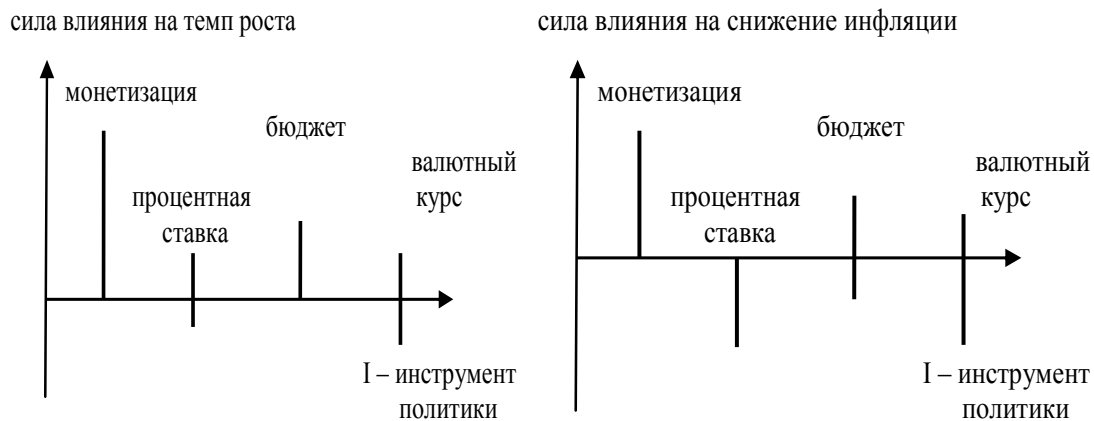 сила влияния на темп роста
монетизация
бюджет
валютный
курс
процентная
ставка
I – инструмент
политики
сила влияния на снижение инфляции
монетизация
бюджет
валютный
курс
процентная
ставка
I – инструмент
политики